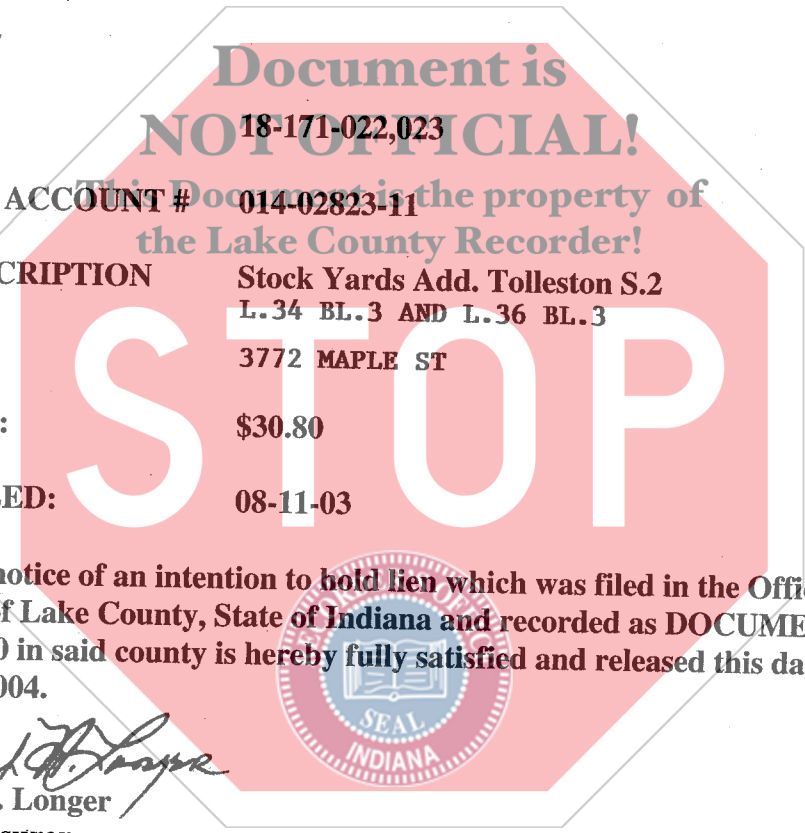 Document is
NOT OFFICIAL!
18-171-022,023
This Document is the property of
ACCOUNT # 014-02823-11
the Lake County Recorder!
CRIPTION Stock Yards Add. Tolleston S.2
L.34 BL.3 AND L.36 BL.3
3772 MAPLE ST
STOP
: $30.80
ED: 08-11-03
notice of an intention to hold lien which was filed in the Offi
f Lake County, State of Indiana and recorded as DOCUME
0 in said county is hereby fully satisfied and released this da
004.
SEAL
INDIANA
. Longer